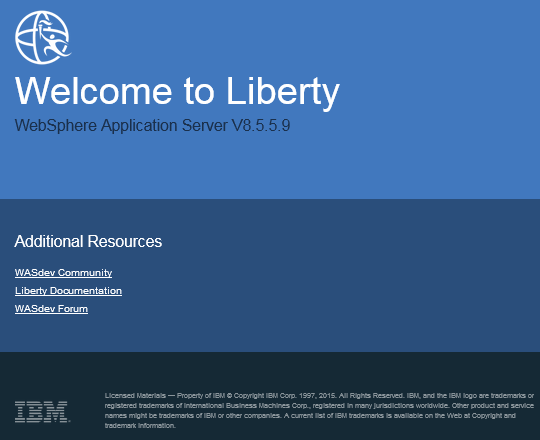 Welcome to Liberty
WebSphere Application Server V8.5.5.9
Additional Resources
WASdev Community
Liberty Documentation
WASdev Forum
IBM
Licensed Materials — Property of IBM © Copyright IBM Corp. 1997, 2015. All Rights Reserved. IBM, and the IBM logo are trademarks or
registered trademarks of International Business Machines Corp., registered in many jurisdictions worldwide. Other product and service
names might be trademarks of IBM or other companies. A current list of IBM trademarks is available on the Web at Copyright and
trademark information.